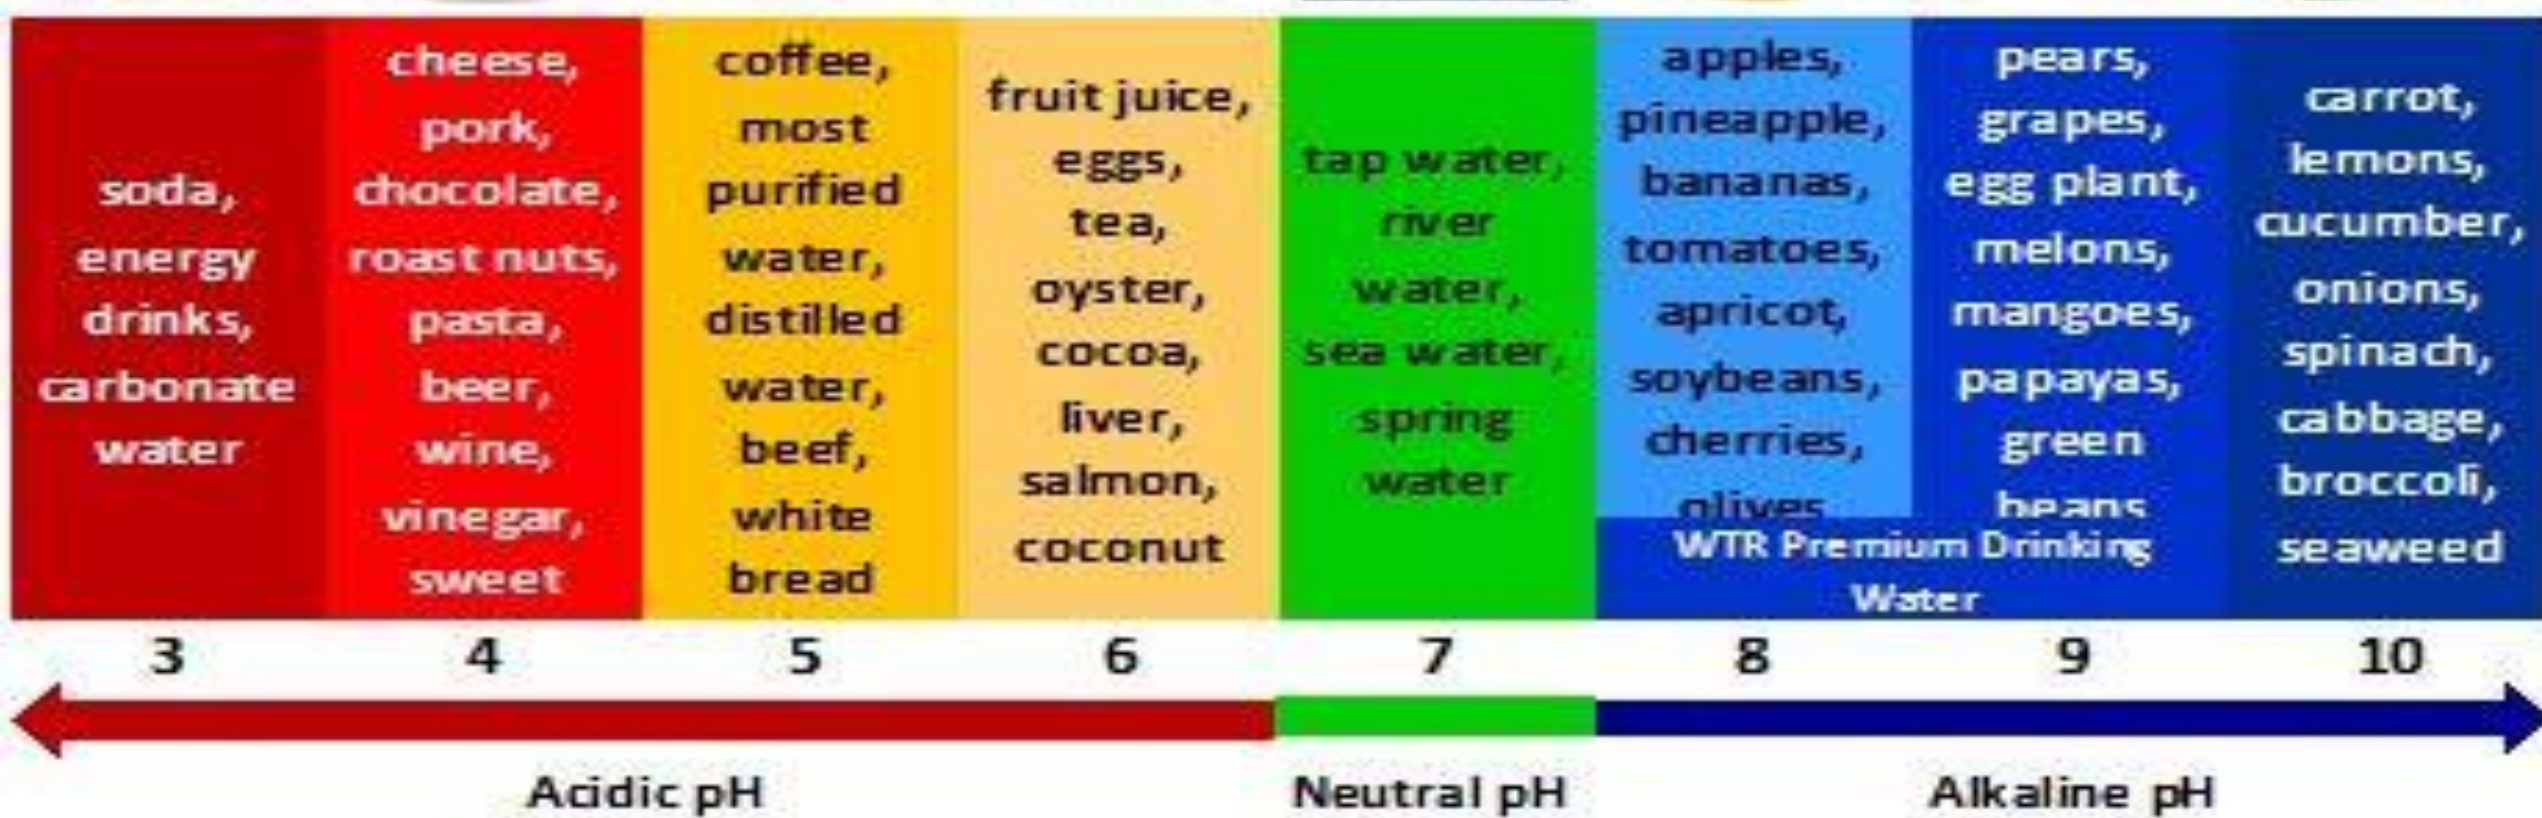 soda,
energy
drinks,
carbonate
water
cheese,
pork,
chocolate,
roast nuts,
pasta,
beer,
wine,
vinegar,
sweet
coffee,
most
purified
water,
distilled
water,
beef,
white
bread
fruit juice,
eggs,
tea,
oyster,
cocoa,
liver,
salmon,
coconut
tap water,
river
water,
sea water,
spring
water
apples,
pineapple,
bananas,
tomatoes,
apricot,
soybeans,
cherries,
olives
pears,
grapes,
egg plant,
melons,
mangoes,
papayas,
green
beans
WTR Premium Drinking
Water
carrot,
lemons,
cucumber,
onions,
spinach,
cabbage,
broccoli,
seaweed
3 4 5 6 7 8 9 10
Acidic pH Neutral pH Alkaline pH